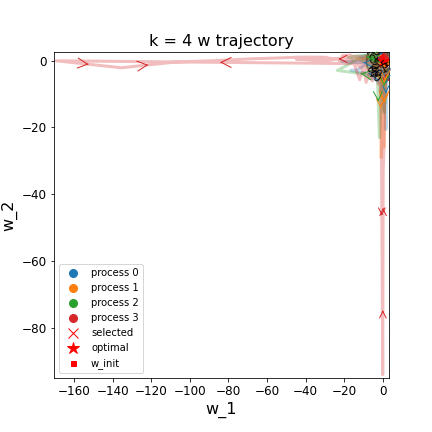 k = 4 w trajectory
w_2
0
−20
−40
−60
−80
process 0
process 1
process 2
process 3
selected
optimal
w_init
−160 −140 −120 −100 −80 −60 −40 −20 0
w_1